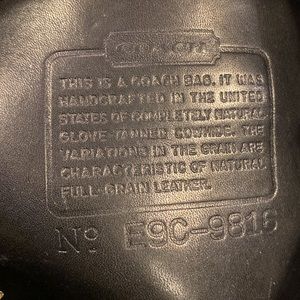 COACH
THIS IS A COACH BAG. IT WAS
HANDCRAFTED IN THE UNITED
STATES OF COMPLETELY NATURAL
GLOVE TANNED COWHIDE. THE
VARIATIONS IN THE GRAIN ARE
CHARACTERISTIC OF NATURAL
FULL GRAIN LEATHER.
Nº E9C-9816